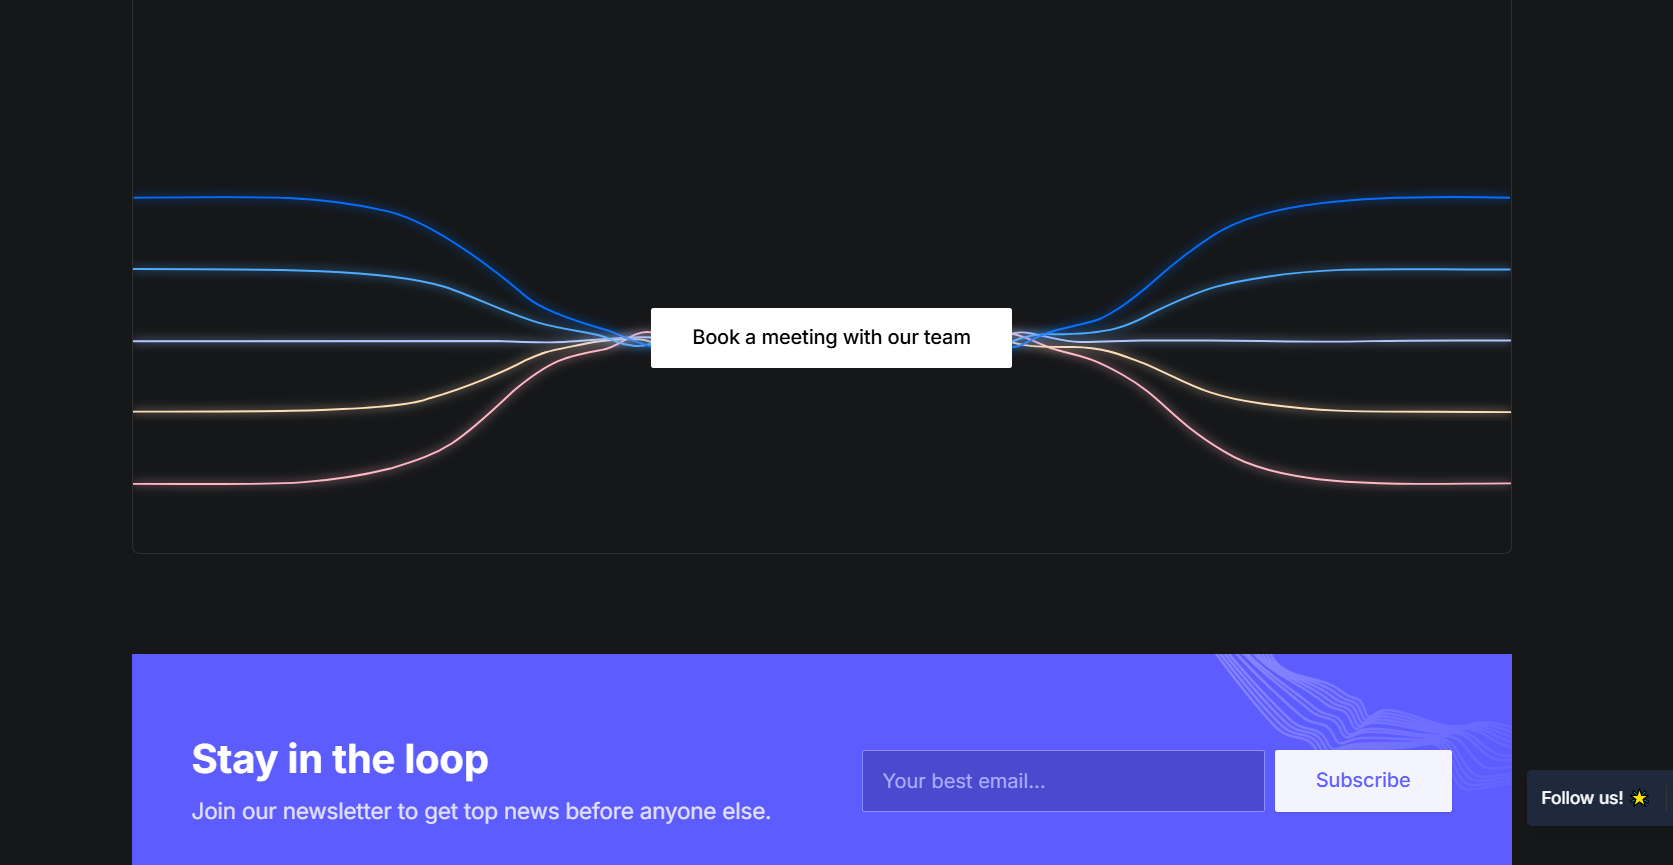 Book a meeting with our team
Stay in the loop
Join our newsletter to get top news before anyone else.
Your best email...
Subscribe
Follow us! ⭐